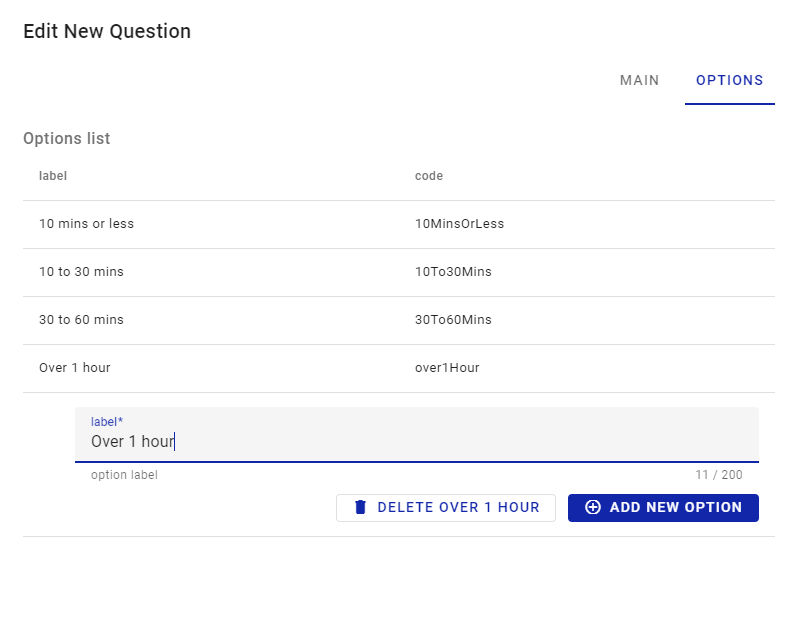 Edit New Question
MAIN OPTIONS
Options list
label code
10 mins or less 10MinsOrLess
10 to 30 mins 10To30Mins
30 to 60 mins 30To60Mins
Over 1 hour over1Hour
label*
Over 1 hour
option label 11 / 200
DELETE OVER 1 HOUR ADD NEW OPTION